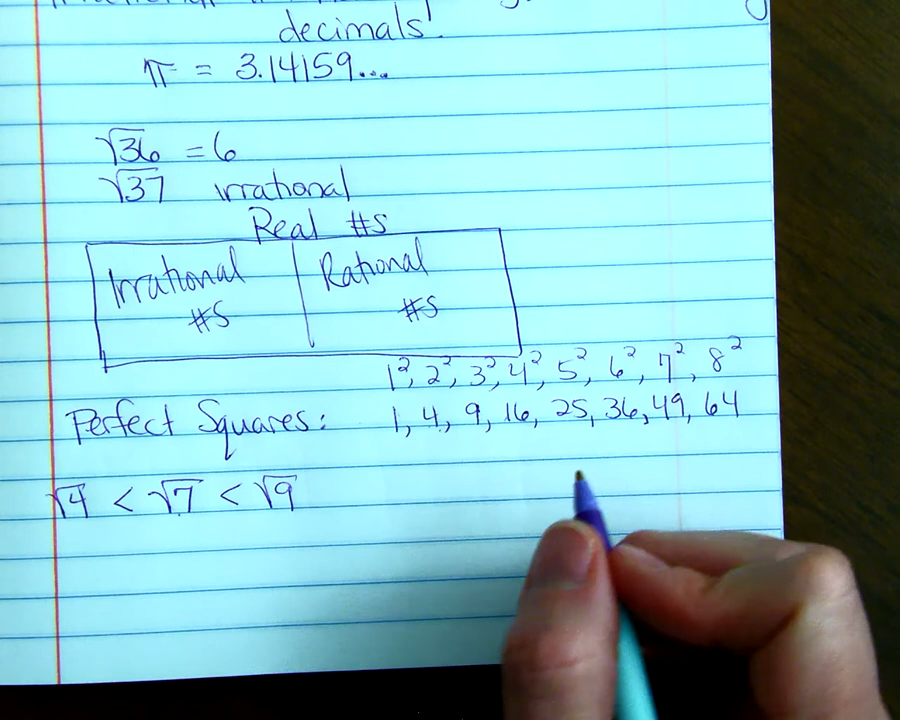 decimals!
π = 3.14159...
√36 = 6
√37 irrational
Real #s
Irrational #s
Rational #s
1², 2², 3², 4², 5², 6², 7², 8²
Perfect Squares: 1, 4, 9, 16, 25, 36, 49, 64
√4 < √7 < √9